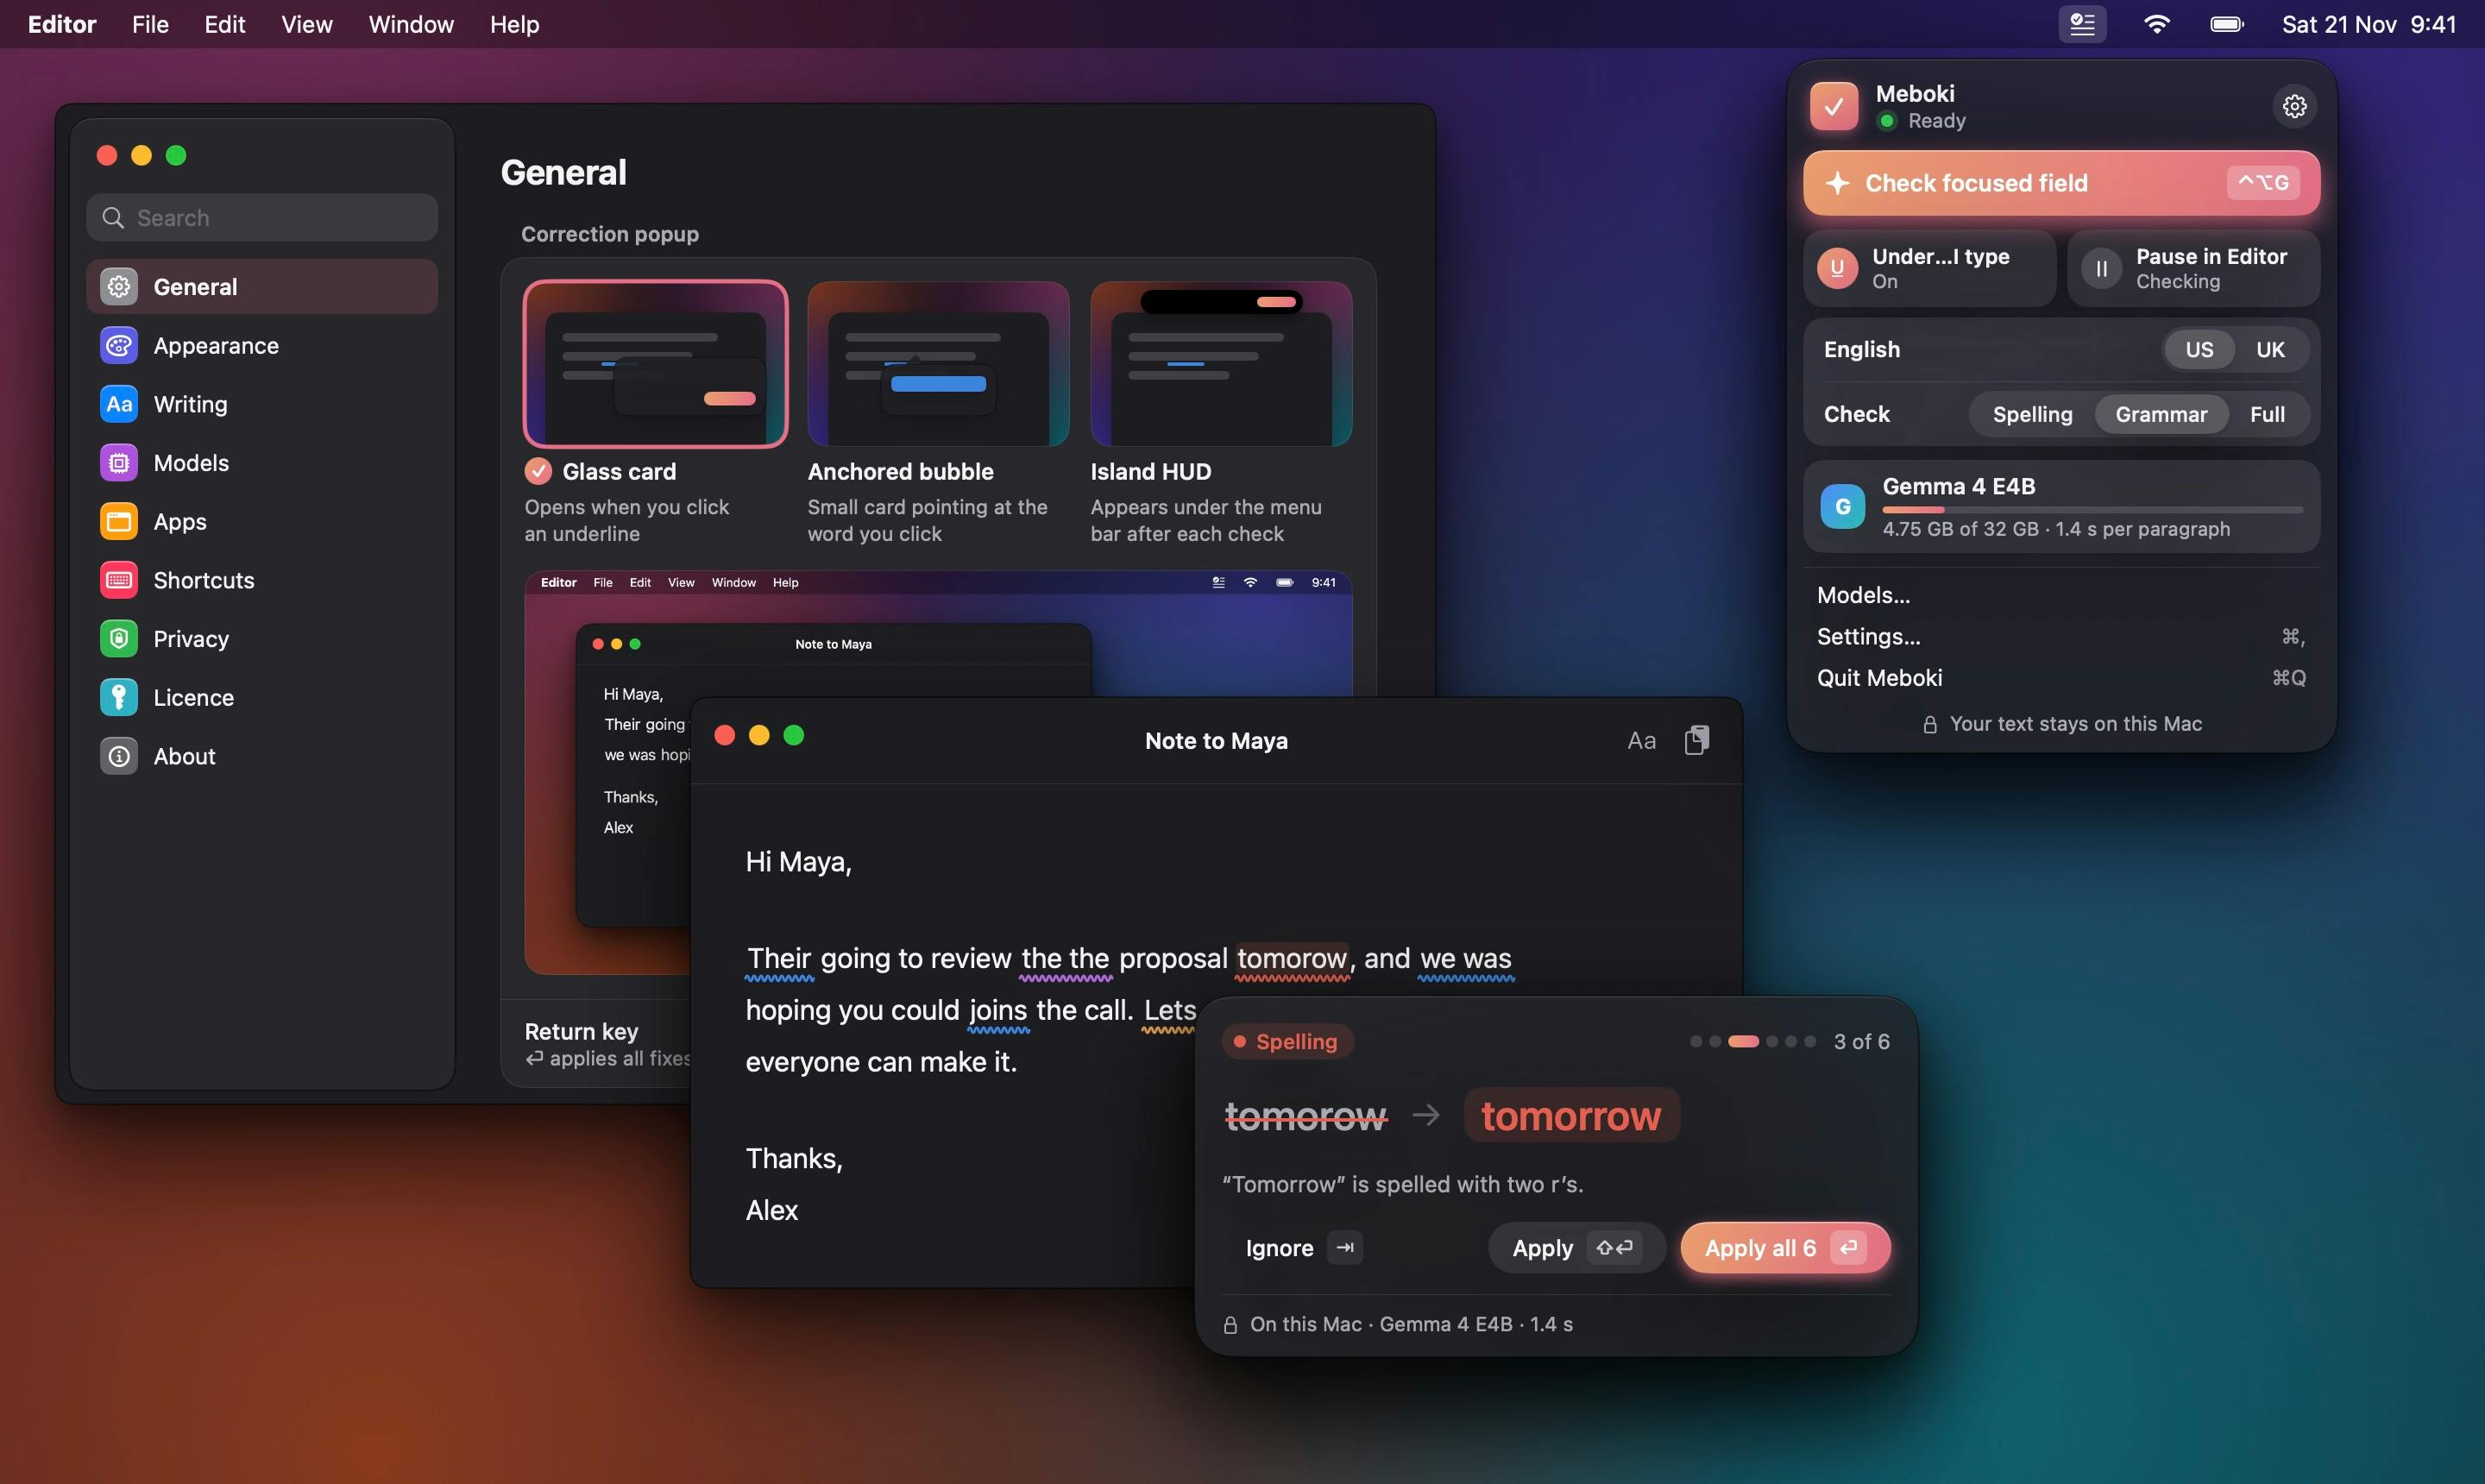 Editor File Edit View Window Help
Sat 21 Nov 9:41
Search
General
Appearance
Writing
Models
Apps
Shortcuts
Privacy
Licence
About
General
Correction popup
Glass card
Opens when you click
an underline
Anchored bubble
Small card pointing at the
word you click
Island HUD
Appears under the menu
bar after each check
Editor File Edit View Window Help 9:41
Note to Maya
Hi Maya,
Their going
we was hopi
Thanks,
Alex
Return key
applies all fixes
Note to Maya
Aa
Hi Maya,
Their going to review the the proposal tomorow, and we was
hoping you could joins the call. Lets
everyone can make it.
Thanks,
Alex
Spelling
3 of 6
tomorow → tomorrow
“Tomorrow” is spelled with two r’s.
Ignore ⇥ Apply ⇧↩ Apply all 6 ↩
On this Mac · Gemma 4 E4B · 1.4 s
Meboki
Ready
Check focused field ⌃⌥G
Under...I type
On
Pause in Editor
Checking
English US UK
Check Spelling Grammar Full
G
Gemma 4 E4B
4.75 GB of 32 GB · 1.4 s per paragraph
Models...
Settings... ⌘,
Quit Meboki ⌘Q
Your text stays on this Mac